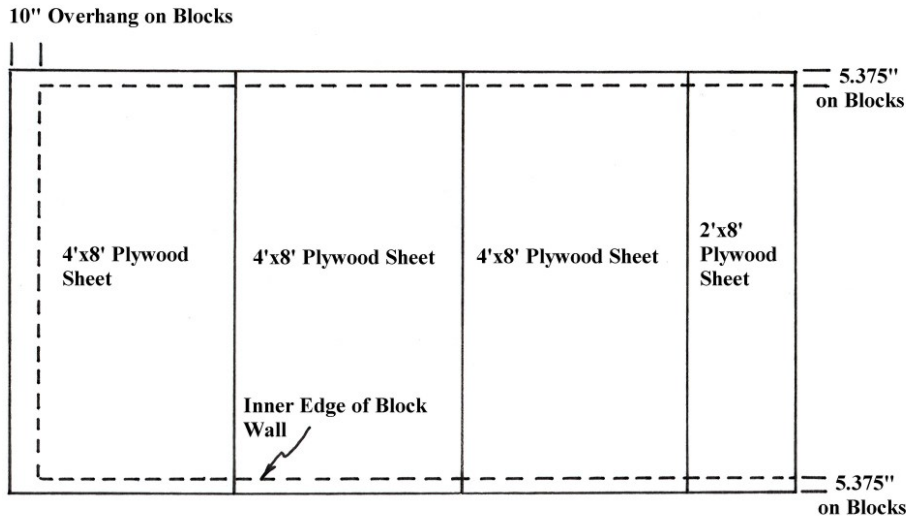 10" Overhang on Blocks
5.375"
on Blocks
4'x8' Plywood
Sheet
4'x8' Plywood Sheet
4'x8' Plywood Sheet
2'x8'
Plywood
Sheet
Inner Edge of Block
Wall
5.375"
on Blocks